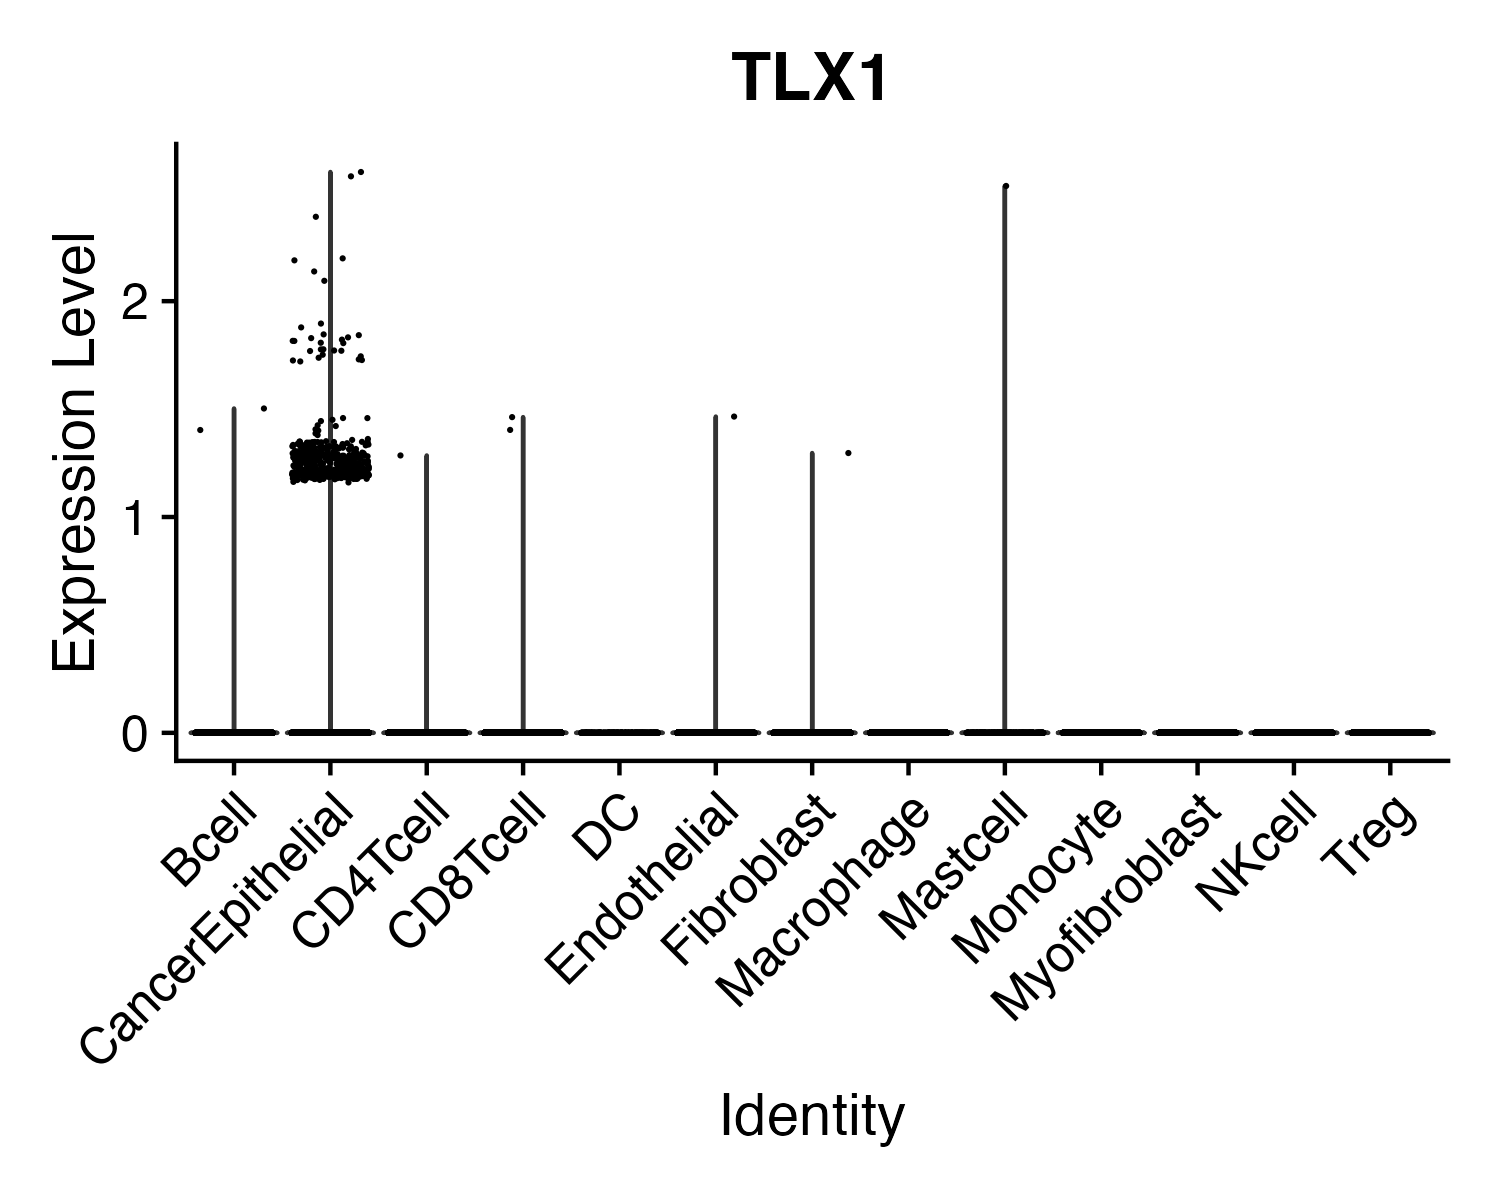 TLX1
Expression Level
2
1
0
Bcell
CancerEpithelial
CD4Tcell
CD8Tcell
DC
Endothelial
Fibroblast
Macrophage
Mastcell
Monocyte
Myofibroblast
NKcell
Treg
Identity